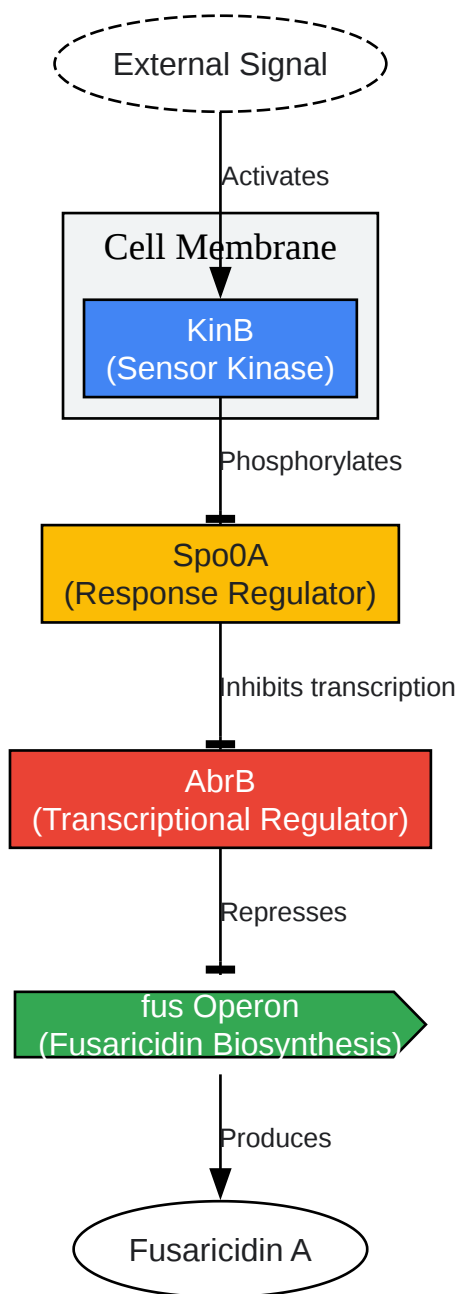 External Signal
Activates
Cell Membrane
KinB
(Sensor Kinase)
Phosphorylates
Spo0A
(Response Regulator)
Inhibits transcription
AbrB
(Transcriptional Regulator)
Represses
fus Operon
(Fusaricidin Biosynthesis)
Produces
Fusaricidin A